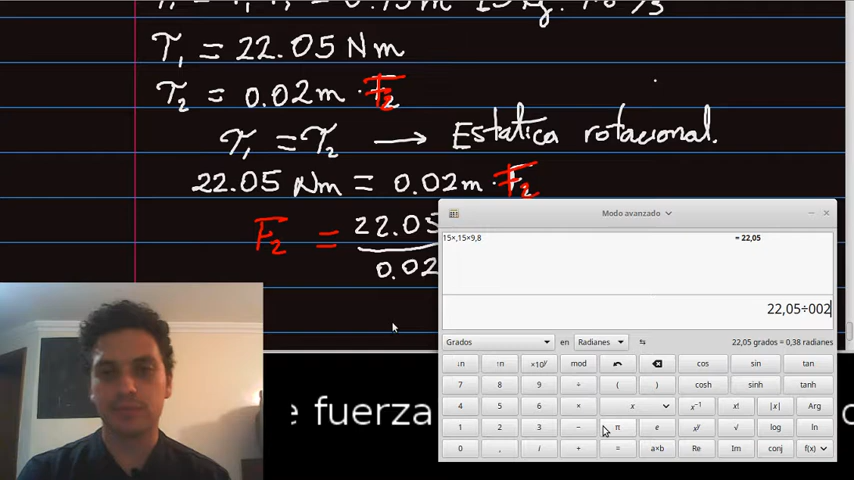 τ₁ = 22.05 Nm
τ₂ = 0.02m · F₂
τ₁ = τ₂ → Estática rotacional.
22.05 Nm = 0.02m · F₂
F₂ = 22.05
0.02
Modo avanzado
15×,15×9,8 = 22,05
22,05÷002
Grados en Radianes 22,05 grados = 0,38 radianes
↓n ↑n ×10ʸ mod cos sin tan
7 8 9 ÷ ( ) cosh sinh tanh
4 5 6 × x x⁻¹ x! |x| Arg
1 2 3 − π e xʸ √ log ln
0 , / + = a×b Re Im conj f(x)
e fuerza